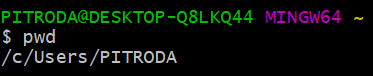 PITRODA@DESKTOP-Q8LKQ44 MINGW64 ~
$ pwd
/c/Users/PITRODA